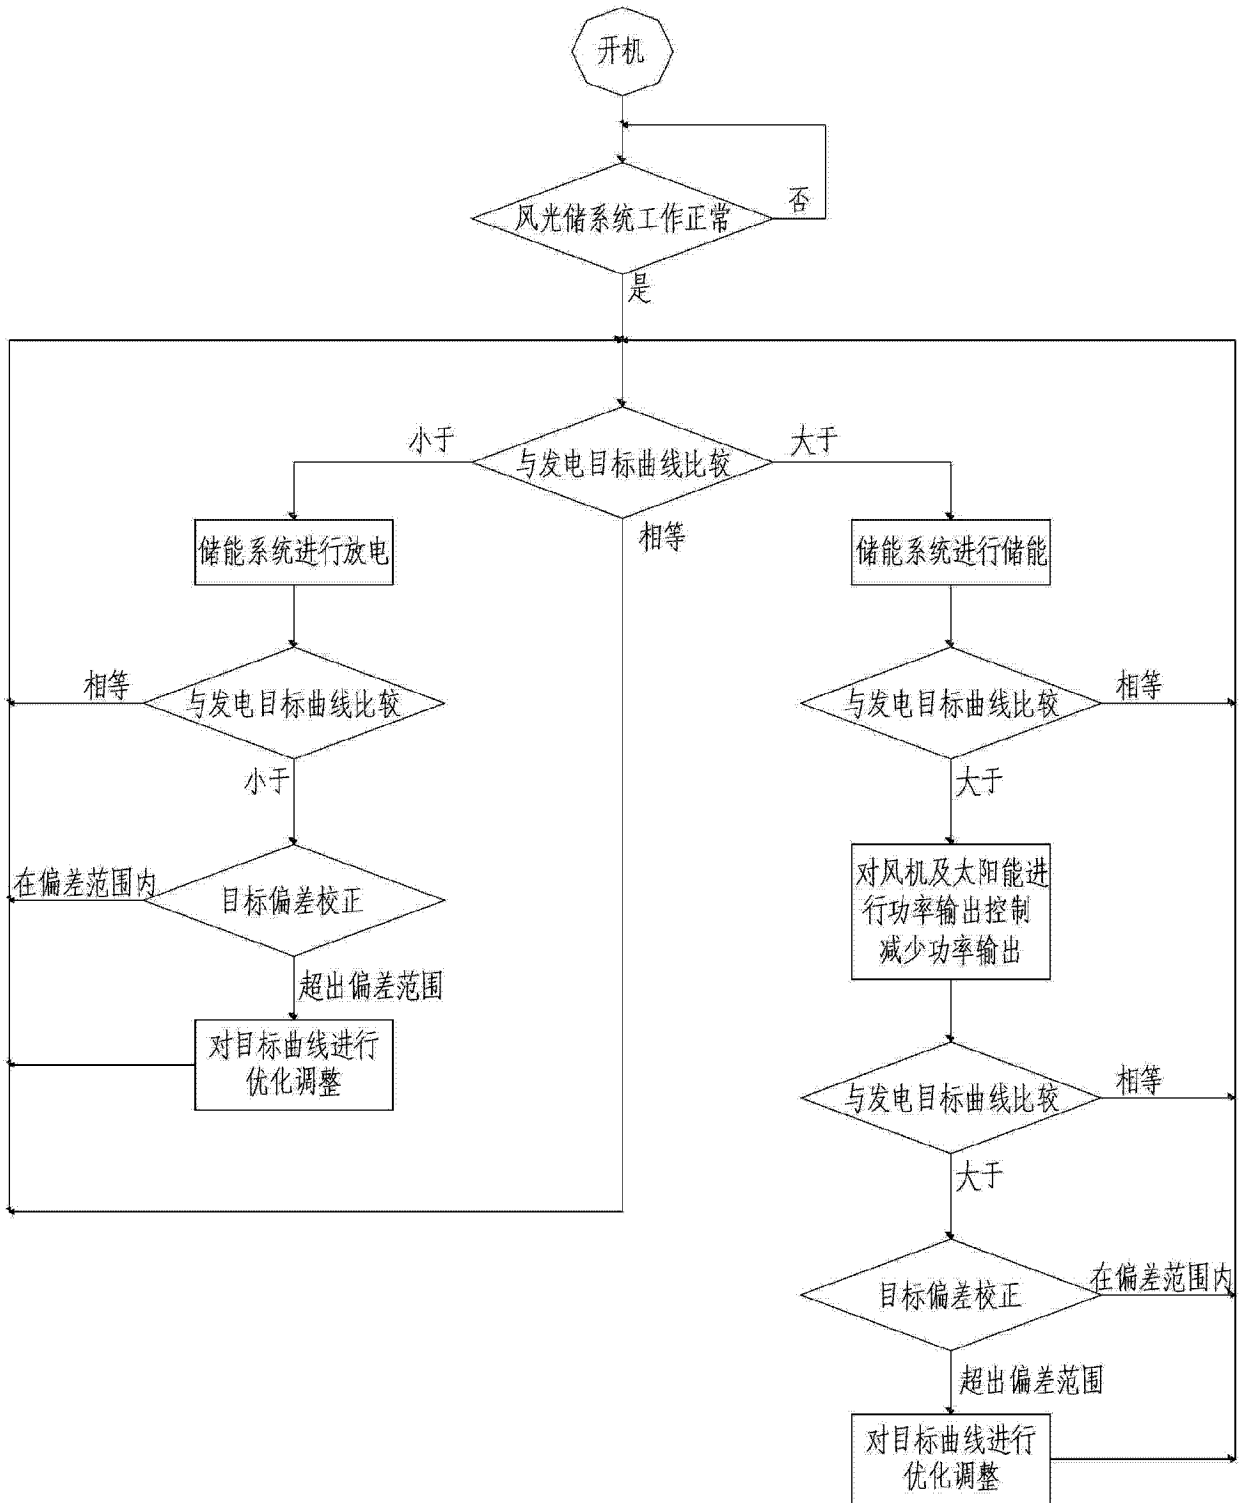 开机
风光储系统工作正常
否
是
小于
与发电目标曲线比较
大于
相等
储能系统进行放电
储能系统进行储能
相等
与发电目标曲线比较
与发电目标曲线比较
相等
小于
大于
在偏差范围内
目标偏差校正
对风机及太阳能进
行功率输出控制
减少功率输出
超出偏差范围
对目标曲线进行
优化调整
与发电目标曲线比较
相等
大于
目标偏差校正
在偏差范围内
超出偏差范围
对目标曲线进行
优化调整